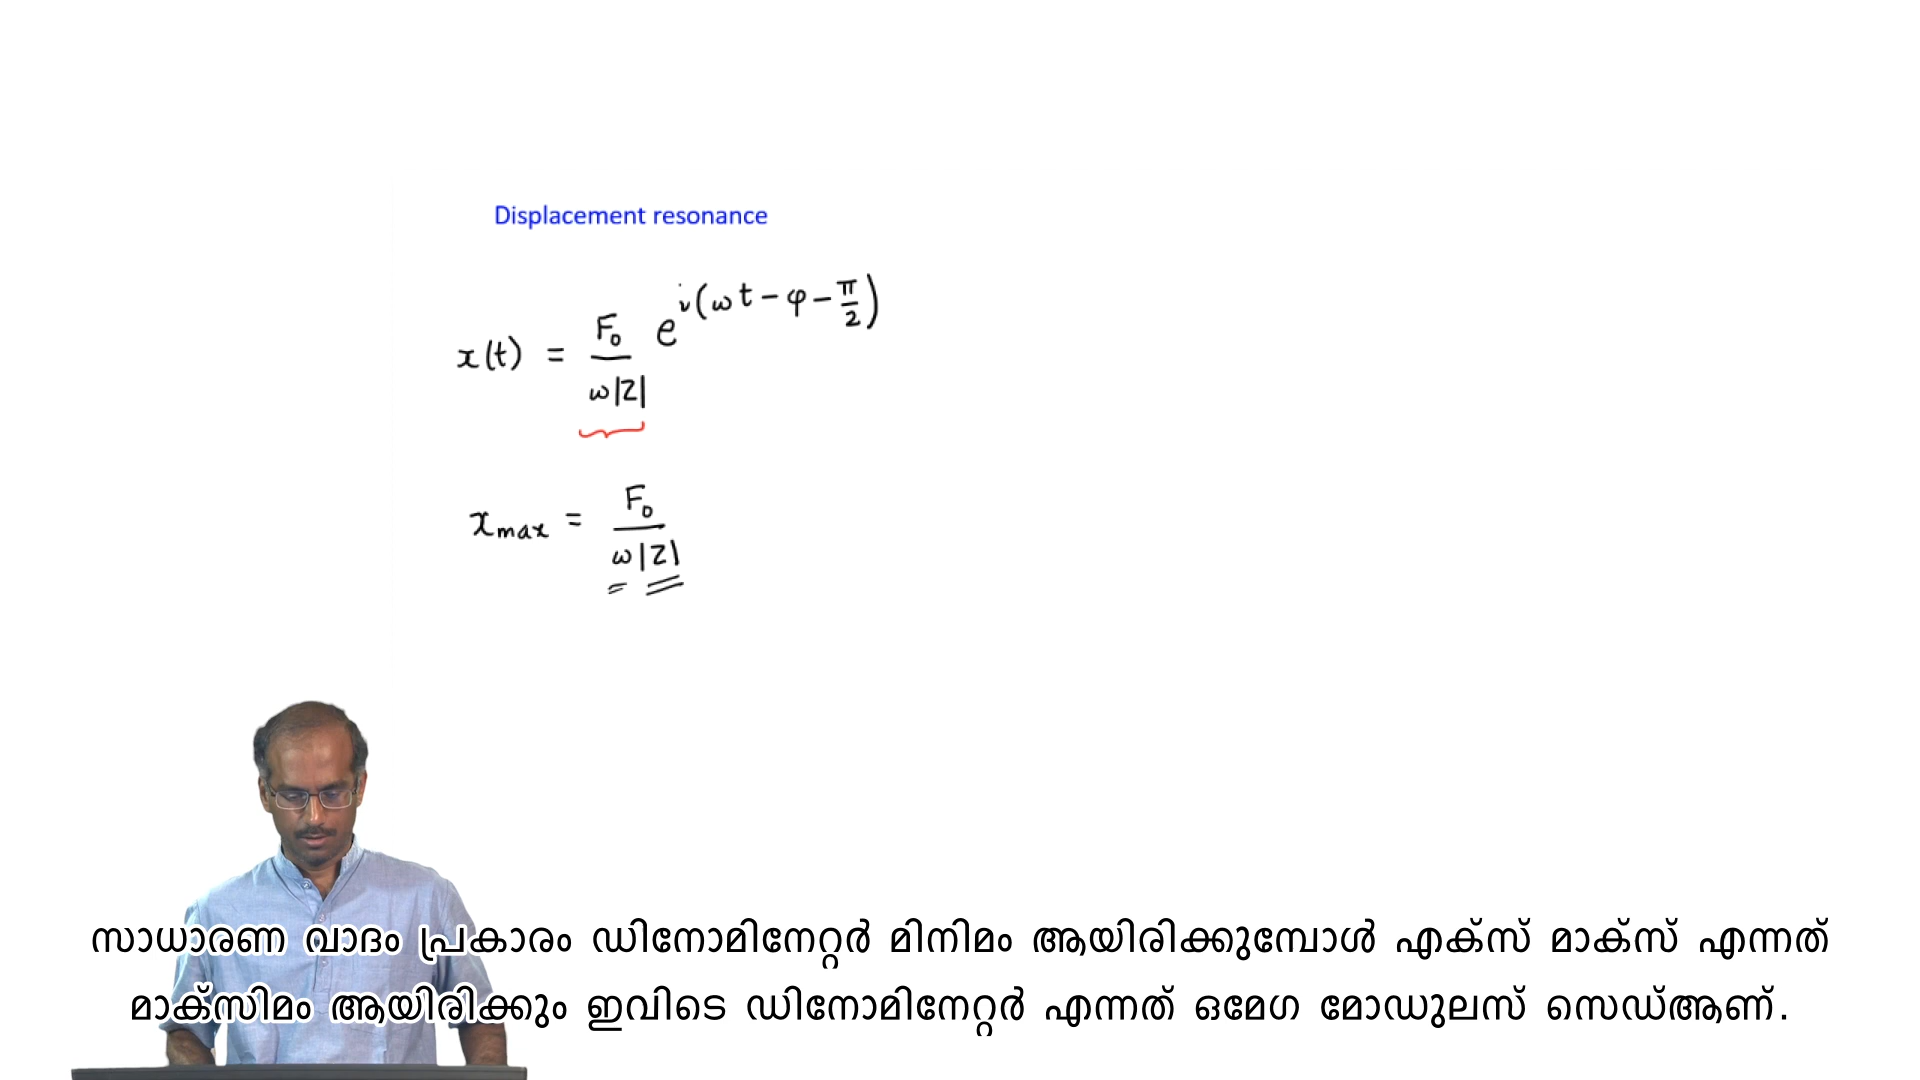 Displacement resonance
x(t) = F₀ / ω|Z| e^{i(ωt - φ - π/2)}
x_max = F₀ / ω|Z|
സാധാരണ വാദം പ്രകാരം ഡിനോമിനേറ്റർ മിനിമം ആയിരിക്കുമ്പോൾ എക്സ് മാക്സ് എന്നത്
മാക്സിമം ആയിരിക്കും ഇവിടെ ഡിനോമിനേറ്റർ എന്നത് ഒമേഗ മോഡുലസ് സെഡ്ആണ്.